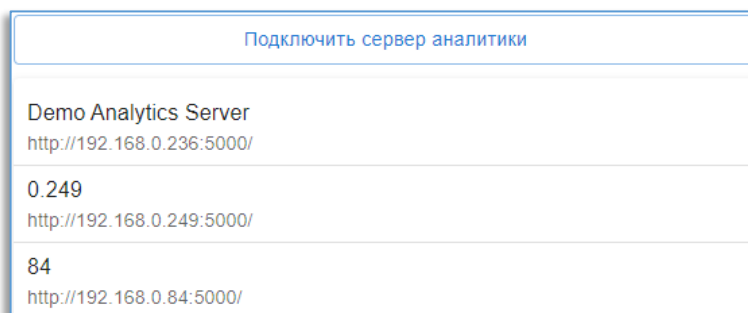 Подключить сервер аналитики
Demo Analytics Server
http://192.168.0.236:5000/
0.249
http://192.168.0.249:5000/
84
http://192.168.0.84:5000/